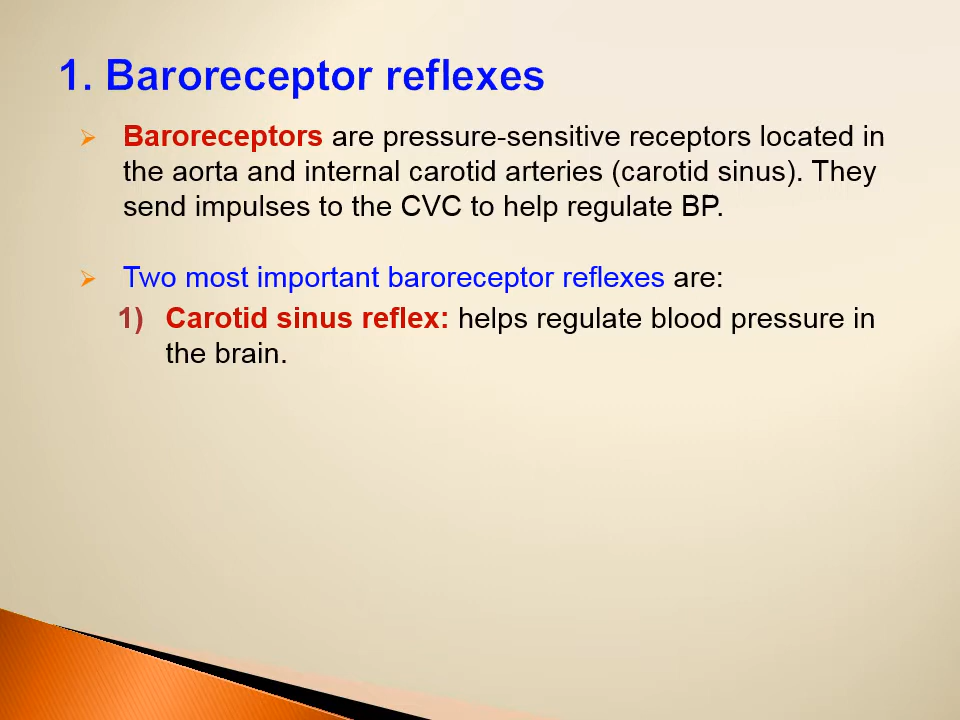 1. Baroreceptor reflexes
Baroreceptors are pressure-sensitive receptors located in
the aorta and internal carotid arteries (carotid sinus). They
send impulses to the CVC to help regulate BP.
Two most important baroreceptor reflexes are:
1) Carotid sinus reflex: helps regulate blood pressure in
the brain.